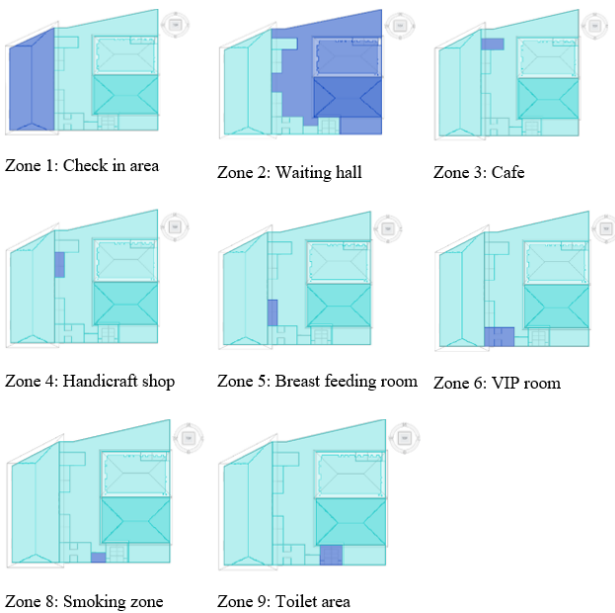 Zone 1: Check in area
Zone 2: Waiting hall
Zone 3: Cafe
Zone 4: Handicraft shop
Zone 5: Breast feeding room
Zone 6: VIP room
Zone 8: Smoking zone
Zone 9: Toilet area